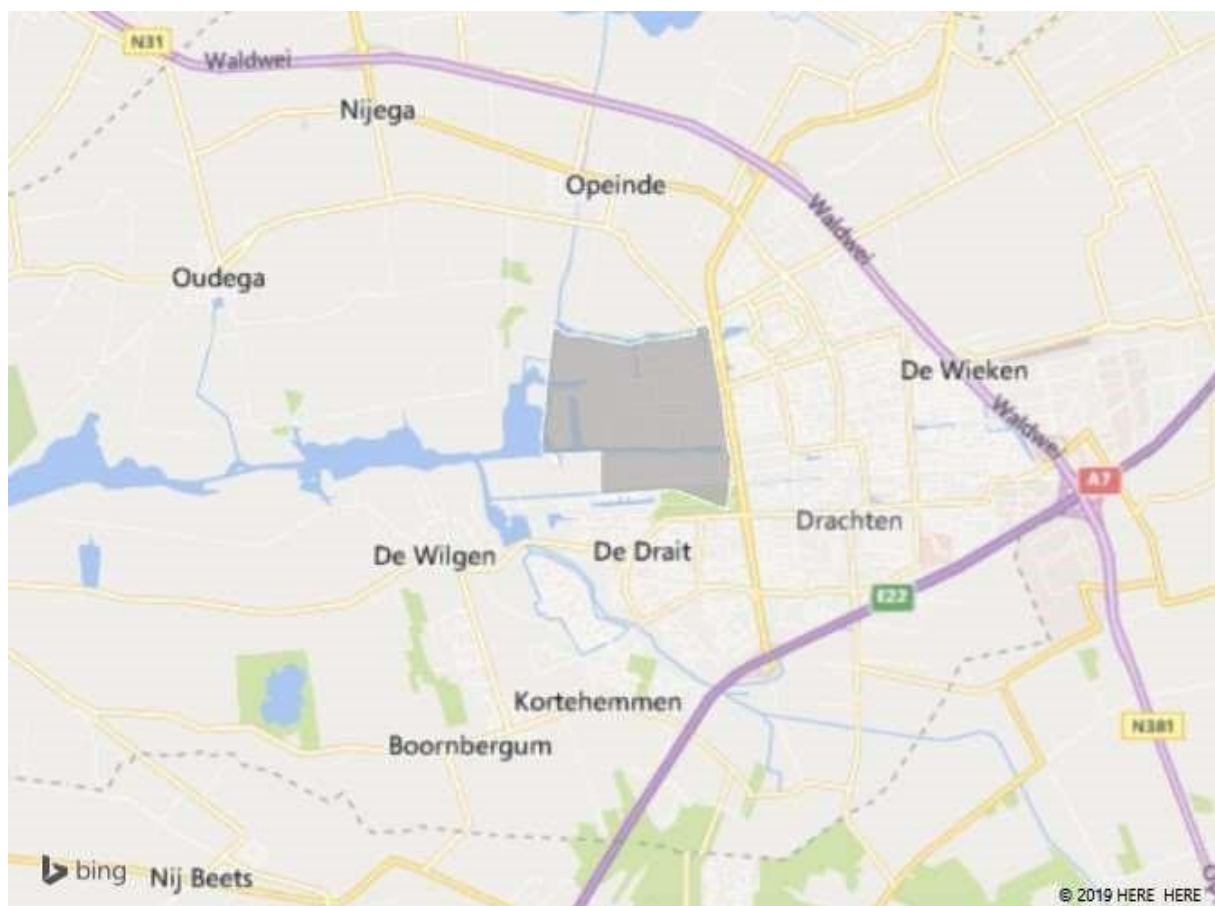 N31
Waldwei
Nijega
Opeinde
Waldwei
Oudega
De Wieken
Waldwei
A7
Drachten
De Wilgen
De Drait
E22
Kortehemmen
N381
Boornbergum
bing
Nij Beets
© 2019 HERE HERE